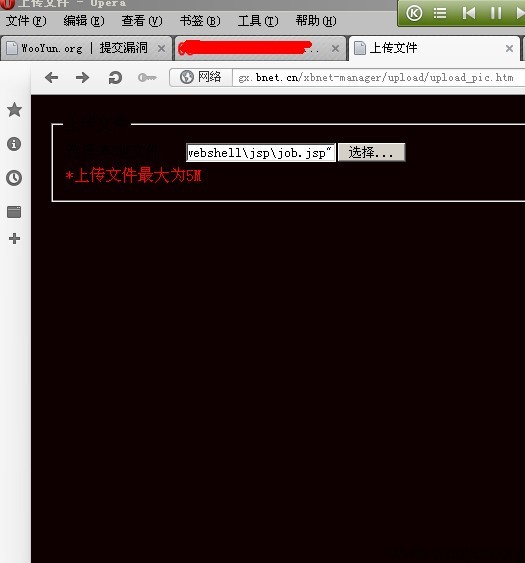 上传文件 - Opera
文件(F) 编辑(E) 查看(V) 书签(B) 工具(T) 帮助(H)
WooYun.org | 提交漏洞
上传文件
网络 gx.bnet.cn/xbnet-manager/upload/upload_pic.htm
webshell\jsp\job.jsp" 选择...
*上传文件最大为5M